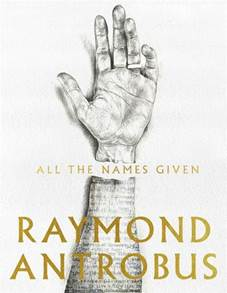 ALL THE NAMES GIVEN
RAYMOND
ANTROBUS